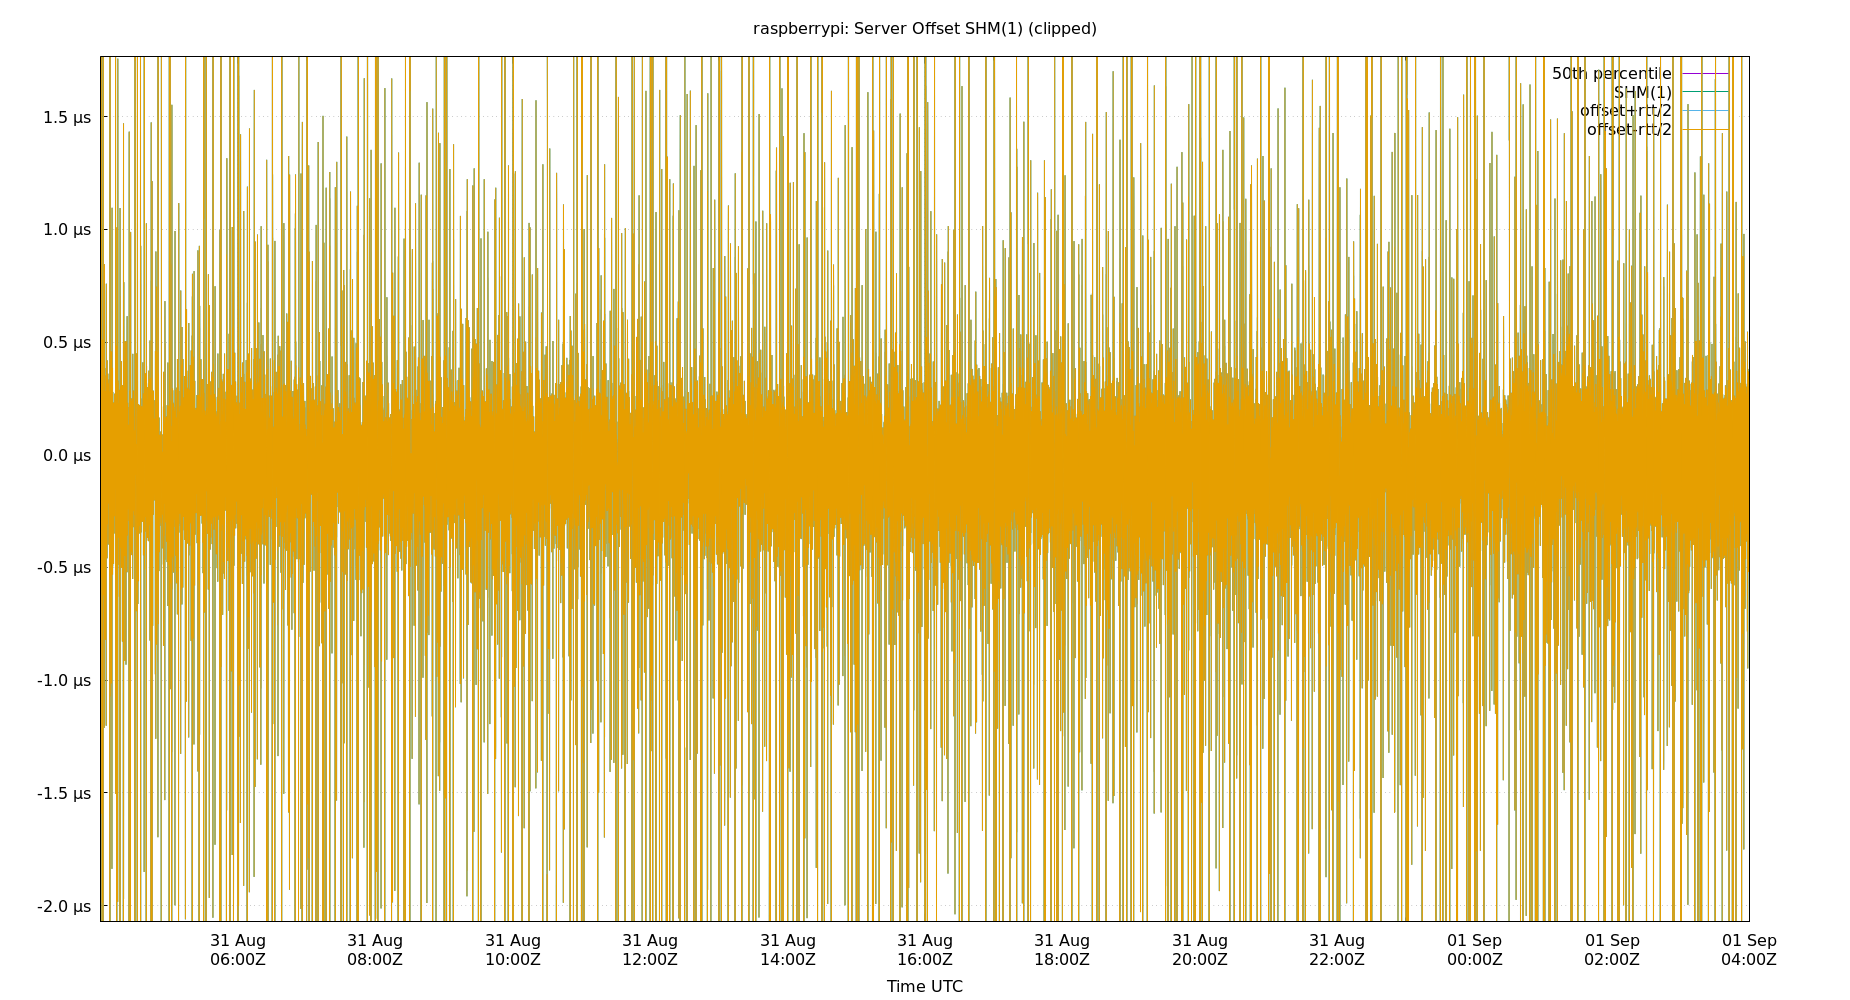 raspberrypi: Server Offset SHM(1) (clipped)
50th percentile
SHM(1)
offset+rtt/2
offset-rtt/2
1.5 µs
1.0 µs
0.5 µs
0.0 µs
-0.5 µs
-1.0 µs
-1.5 µs
-2.0 µs
31 Aug 31 Aug 31 Aug 31 Aug 31 Aug 31 Aug 31 Aug 31 Aug 31 Aug 01 Sep 01 Sep 01 Sep
06:00Z 08:00Z 10:00Z 12:00Z 14:00Z 16:00Z 18:00Z 20:00Z 22:00Z 00:00Z 02:00Z 04:00Z
Time UTC